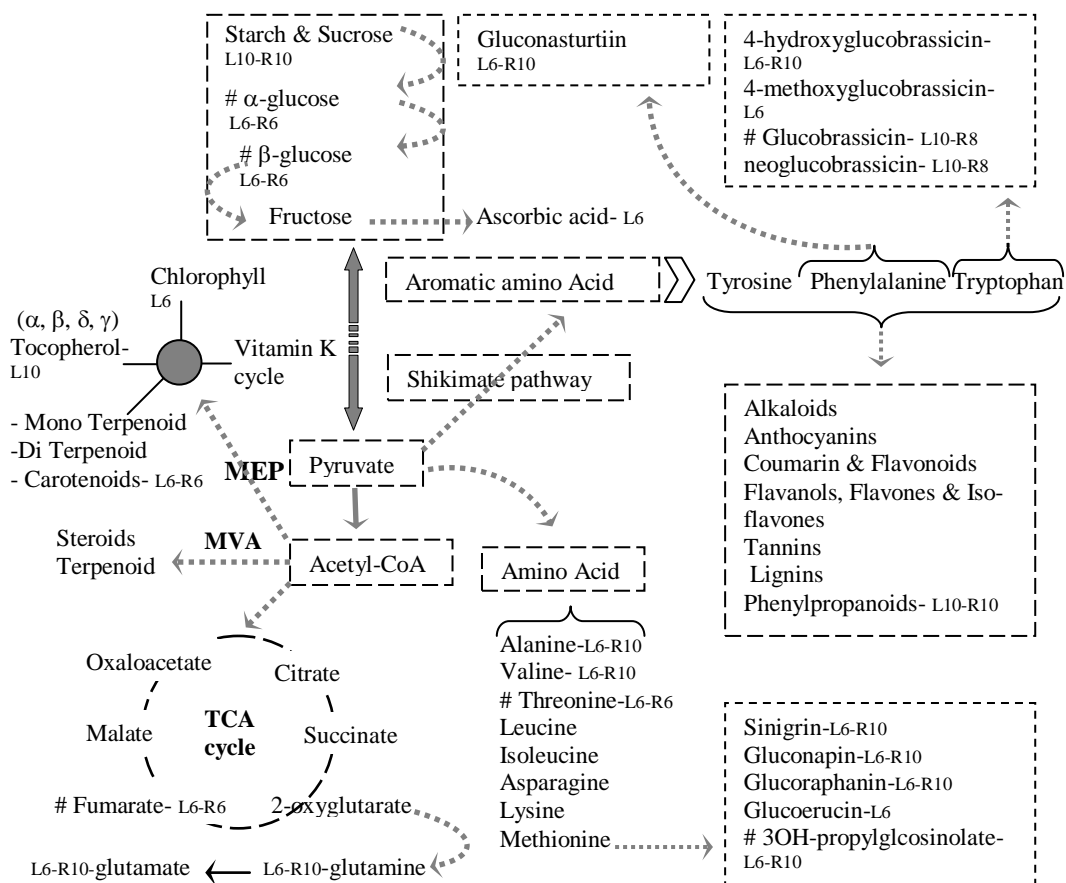 Starch & Sucrose
L10-R10
# α-glucose
L6-R6
# β-glucose
L6-R6
Fructose
Gluconasturtiin
L6-R10
4-hydroxyglucobrassicin-
L6-R10
4-methoxyglucobrassicin-
L6
# Glucobrassicin- L10-R8
neoglucobrassicin- L10-R8
Ascorbic acid- L6
Aromatic amino Acid
Tyrosine
Phenylalanine
Tryptophan
Chlorophyll
L6
(α, β, δ, γ)
Tocopherol-
L10
Vitamin K
cycle
- Mono Terpenoid
-Di Terpenoid
- Carotenoids- L6-R6
Shikimate pathway
MEP
Pyruvate
Alkaloids
Anthocyanins
Coumarin & Flavonoids
Flavanols, Flavones & Iso-
flavones
Tannins
Lignins
Phenylpropanoids- L10-R10
Steroids
Terpenoid
MVA
Acetyl-CoA
Amino Acid
Alanine-L6-R10
Valine- L6-R10
# Threonine-L6-R6
Leucine
Isoleucine
Asparagine
Lysine
Methionine
Oxaloacetate
Citrate
Malate
TCA
cycle
Succinate
# Fumarate- L6-R6
2-oxyglutarate
L6-R10-glutamate
L6-R10-glutamine
Sinigrin-L6-R10
Gluconapin-L6-R10
Glucoraphanin-L6-R10
Glucoerucin-L6
# 3OH-propylglcosinolate-
L6-R10